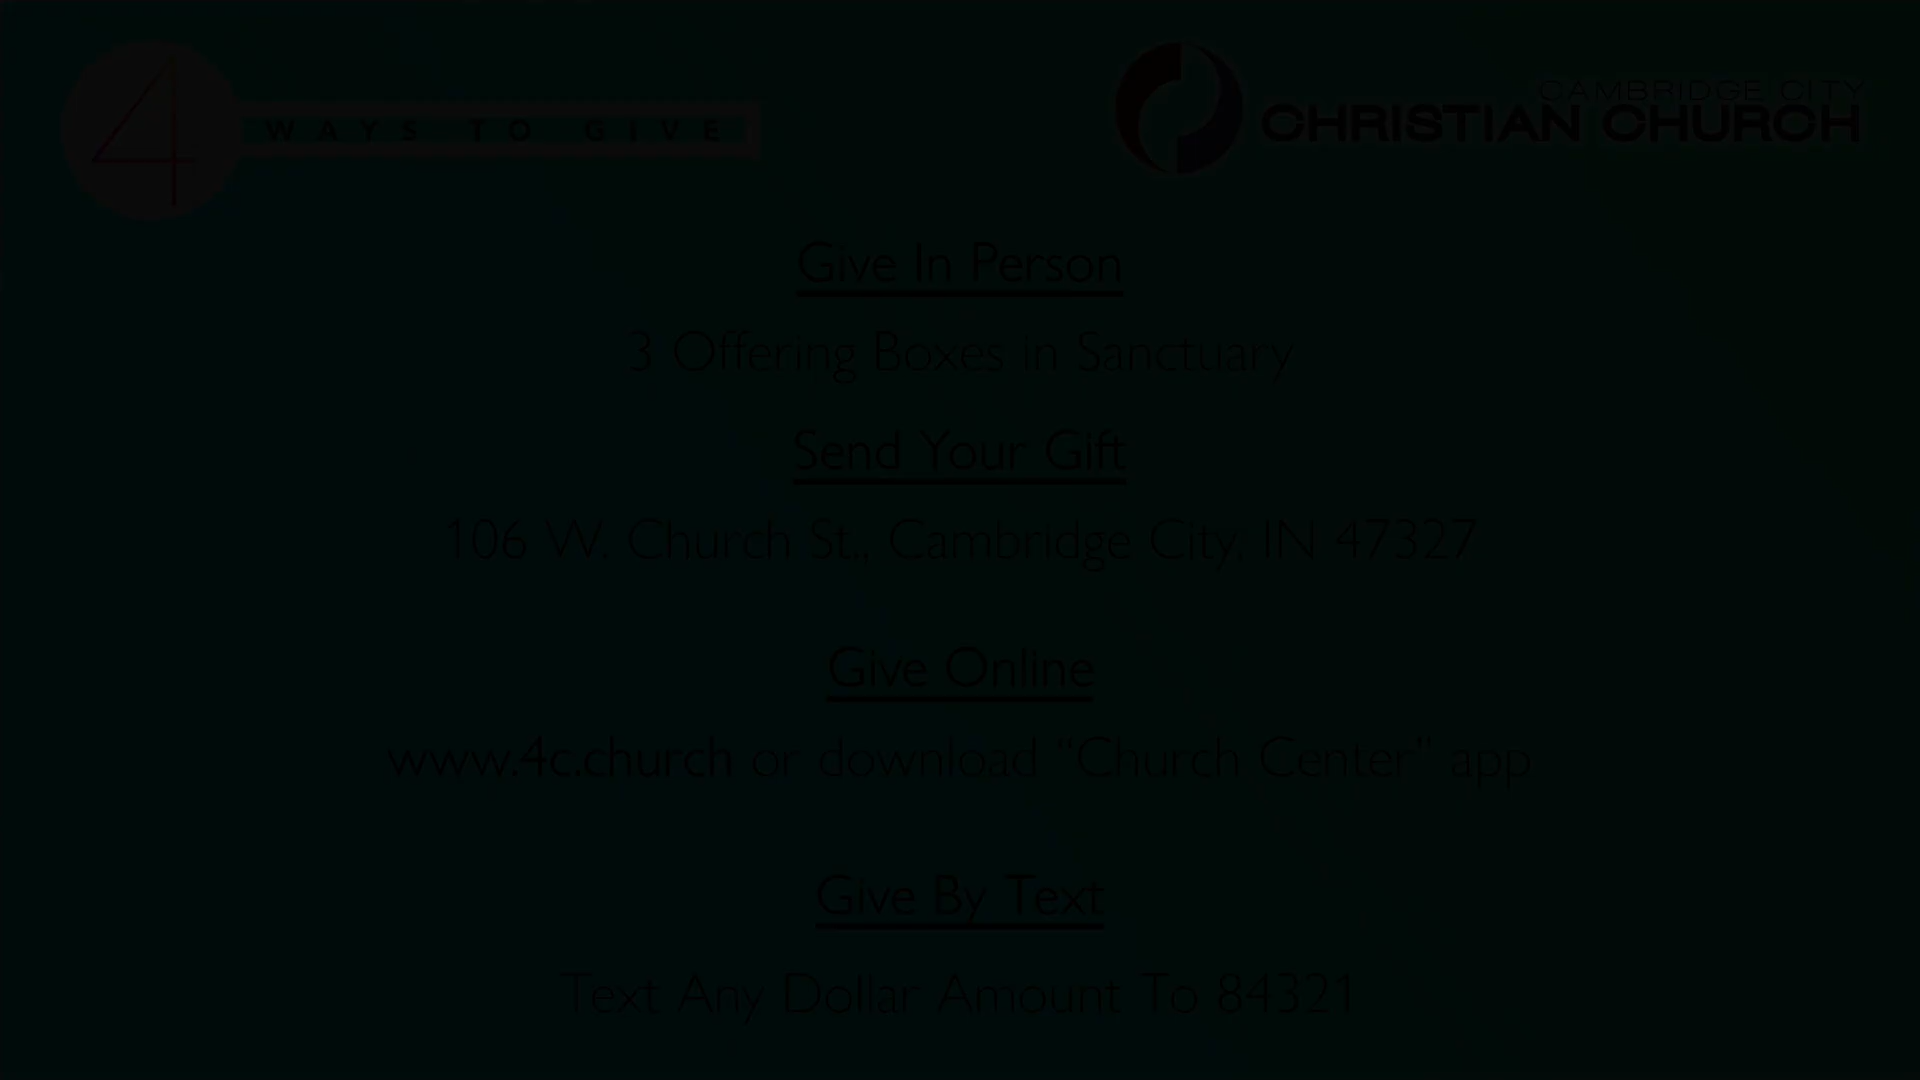 4 WAYS TO GIVE
CAMBRIDGE CITY
CHRISTIAN CHURCH
Give In Person
3 Offering Boxes in Sanctuary
Send Your Gift
106 W. Church St., Cambridge City, IN 47327
Give Online
www.4c.church or download “Church Center” app
Give By Text
Text Any Dollar Amount To 84321